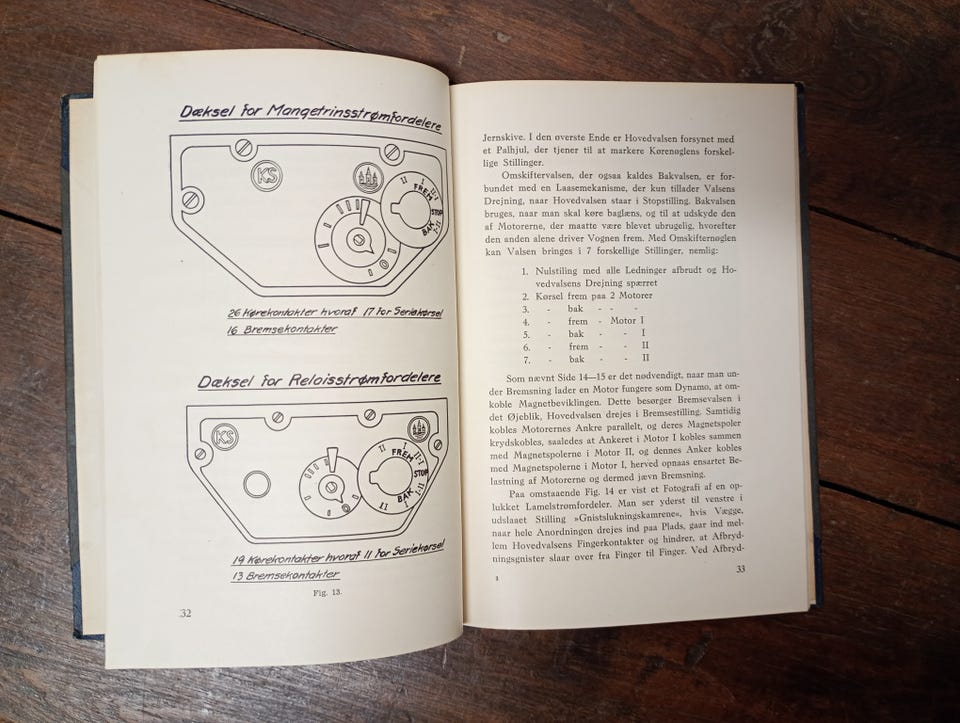 Dæksel for Mangetrinsstrømfordelere
KS
II I II-I
FREM
STOP
BAK
I-II
0
26 Kørekontakter hvoraf 17 for Seriekørsel
16 Bremsekontakter
Dæksel for Relaisstrømfordelere
KS
II I II-I
FREM
STOP
BAK
I-II
I
II
0
19 Kørekontakter hvoraf 11 for Seriekørsel
13 Bremsekontakter
Fig. 13.
32
Jernskive. I den øverste Ende er Hovedvalsen forsynet med
et Palhjul, der tjener til at markere Kørenøglens forskel-
lige Stillinger.
Omskiftervalsen, der ogsaa kaldes Bakvalsen, er for-
bundet med en Laasemekanisme, der kun tillader Valsens
Drejning, naar Hovedvalsen staar i Stopstilling. Bakvalsen
bruges, naar man skal køre baglæns, og til at udskyde den
af Motorerne, der maatte være blevet ubrugelig, hvorefter
den anden alene driver Vognen frem. Med Omskifternøglen
kan Valsen bringes i 7 forskellige Stillinger, nemlig:
1. Nulstiling med alle Ledninger afbrudt og Ho-
vedvalsens Drejning spærret
2. Kørsel frem paa 2 Motorer
3. - bak - - -
4. - frem - Motor I
5. - bak - - I
6. - frem - - II
7. - bak - - II
Som nævnt Side 14—15 er det nødvendigt, naar man un-
der Bremsning lader en Motor fungere som Dynamo, at om-
koble Magnetbeviklingen. Dette besørger Bremsevalsen i
det Øjeblik, Hovedvalsen drejes i Bremsestilling. Samtidig
kobles Motorernes Ankre parallelt, og deres Magnetspoler
krydskobles, saaledes at Ankeret i Motor I kobles sammen
med Magnetspolerne i Motor II, og dennes Anker kobles
med Magnetspolerne i Motor I, herved opnaas ensartet Be-
lastning af Motorerne og dermed jævn Bremsning.
Paa omstaaende Fig. 14 er vist et Fotografi af en op-
lukket Lamelstrømfordeler. Man ser yderst til venstre i
udslaaet Stilling »Gnistslukningskamrene«, hvis Vægge,
naar hele Anordningen drejes ind paa Plads, gaar ind mel-
lem Hovedvalsens Fingerkontakter og hindrer, at Afbryd-
ningsgnister slaar over fra Finger til Finger. Ved Afbryd-
3
33